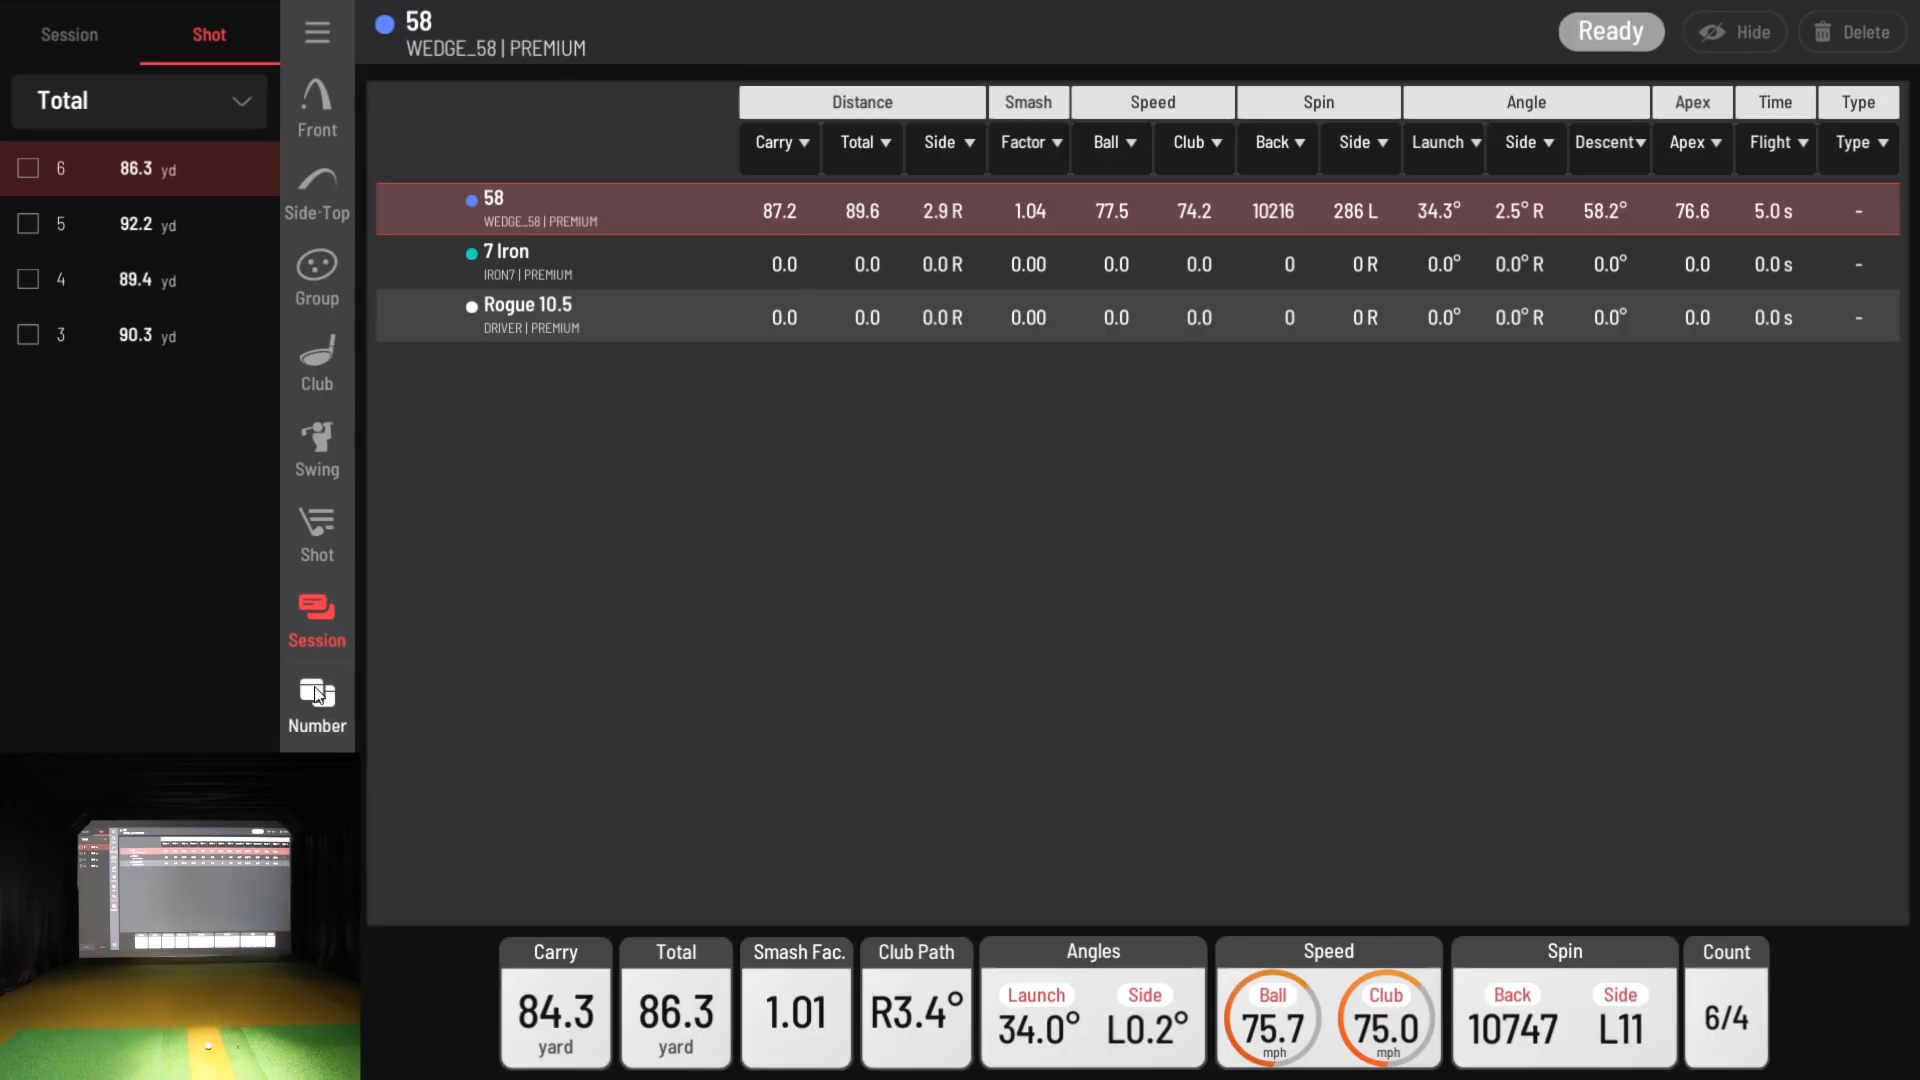 Session Shot
Total
6 86.3 yd
5 92.2 yd
4 89.4 yd
3 90.3 yd
Front
Side·Top
Group
Club
Swing
Shot
Session
Number
58
WEDGE_58 | PREMIUM
Ready Hide Delete
Distance Smash Speed Spin Angle Apex Time Type
Carry Total Side Factor Ball Club Back Side Launch Side Descent Apex Flight Type
58
WEDGE_58 | PREMIUM
87.2 89.6 2.9 R 1.04 77.5 74.2 10216 286 L 34.3° 2.5° R 58.2° 76.6 5.0 s -
7 Iron
IRON7 | PREMIUM
0.0 0.0 0.0 R 0.00 0.0 0.0 0 0 R 0.0° 0.0° R 0.0° 0.0 0.0 s -
Rogue 10.5
DRIVER | PREMIUM
0.0 0.0 0.0 R 0.00 0.0 0.0 0 0 R 0.0° 0.0° R 0.0° 0.0 0.0 s -
Carry Total Smash Fac. Club Path Angles Speed Spin Count
Launch Side Ball Club Back Side
84.3 86.3 1.01 R3.4° 34.0° L0.2° 75.7 75.0 10747 L11 6/4
yard yard mph mph